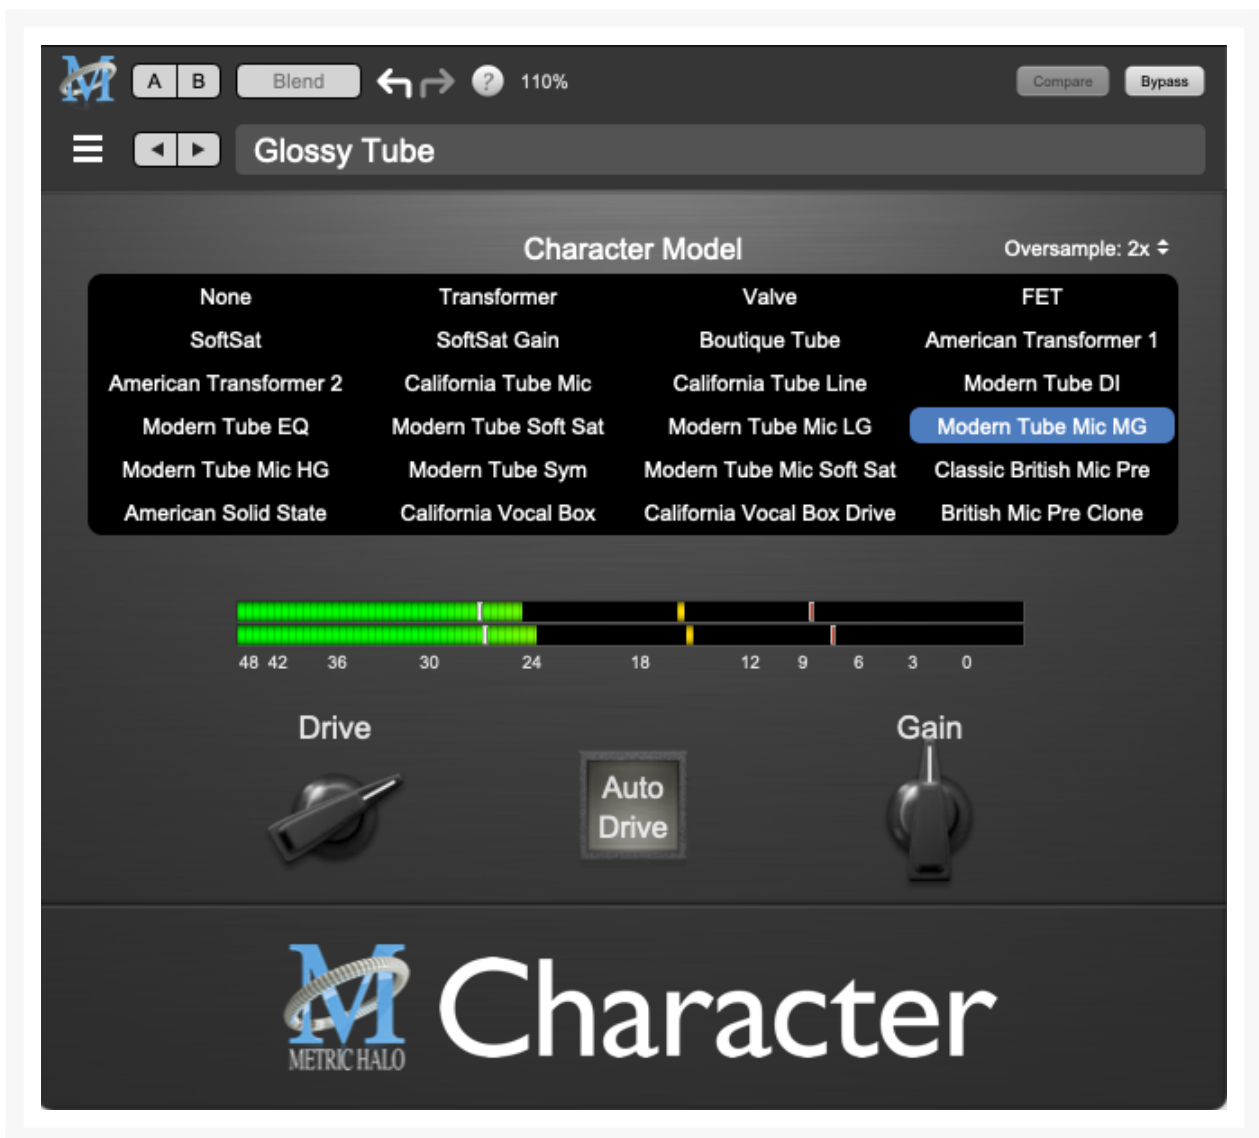 A B Blend ? 110% Compare Bypass
Glossy Tube
Character Model Oversample: 2x
None Transformer Valve FET
SoftSat SoftSat Gain Boutique Tube American Transformer 1
American Transformer 2 California Tube Mic California Tube Line Modern Tube DI
Modern Tube EQ Modern Tube Soft Sat Modern Tube Mic LG Modern Tube Mic MG
Modern Tube Mic HG Modern Tube Sym Modern Tube Mic Soft Sat Classic British Mic Pre
American Solid State California Vocal Box California Vocal Box Drive British Mic Pre Clone
48 42 36 30 24 18 12 9 6 3 0
Drive Gain
Auto
Drive
M Character
METRIC HALO